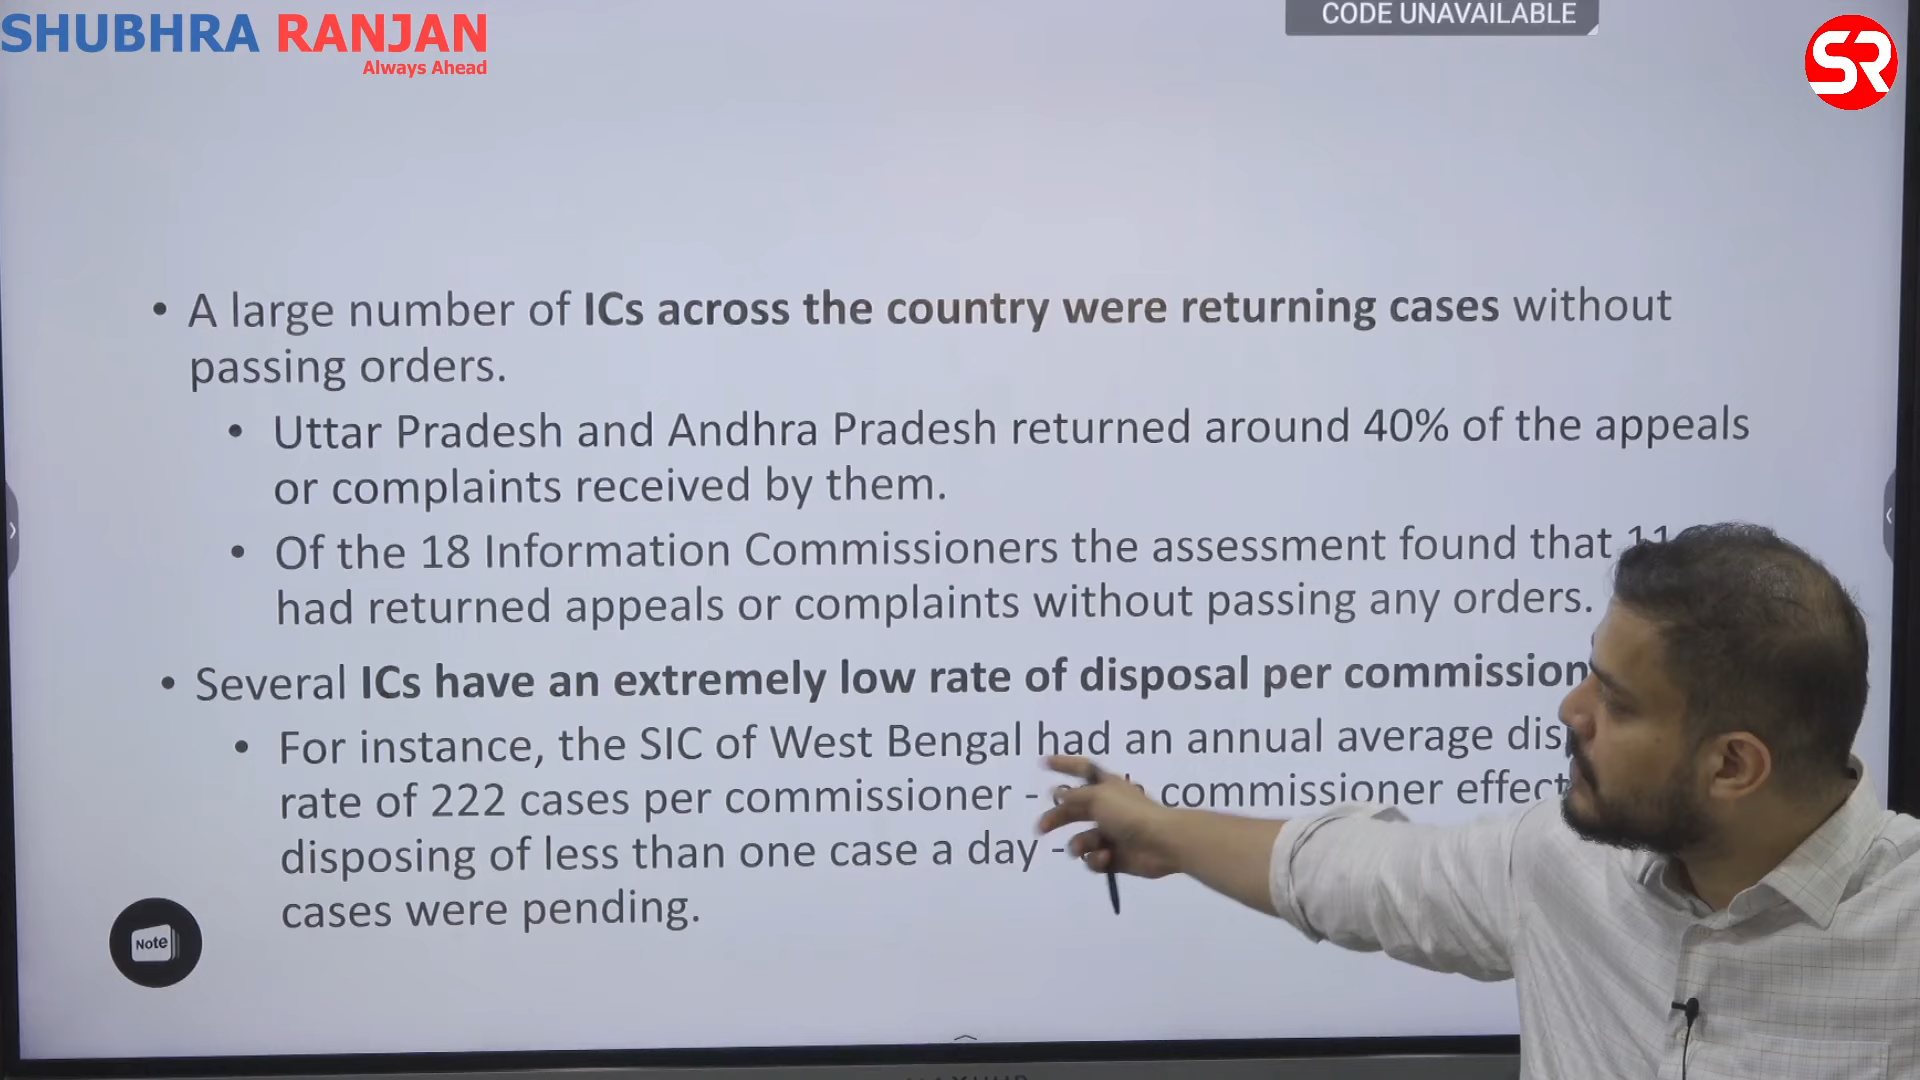 SHUBHRA RANJAN
Always Ahead
CODE UNAVAILABLE
SR
• A large number of ICs across the country were returning cases without
passing orders.
• Uttar Pradesh and Andhra Pradesh returned around 40% of the appeals
or complaints received by them.
• Of the 18 Information Commissioners the assessment found that 11
had returned appeals or complaints without passing any orders.
• Several ICs have an extremely low rate of disposal per commission
• For instance, the SIC of West Bengal had an annual average
rate of 222 cases per commissioner - commissioner
disposing of less than one case a day -
cases were pending.
Note